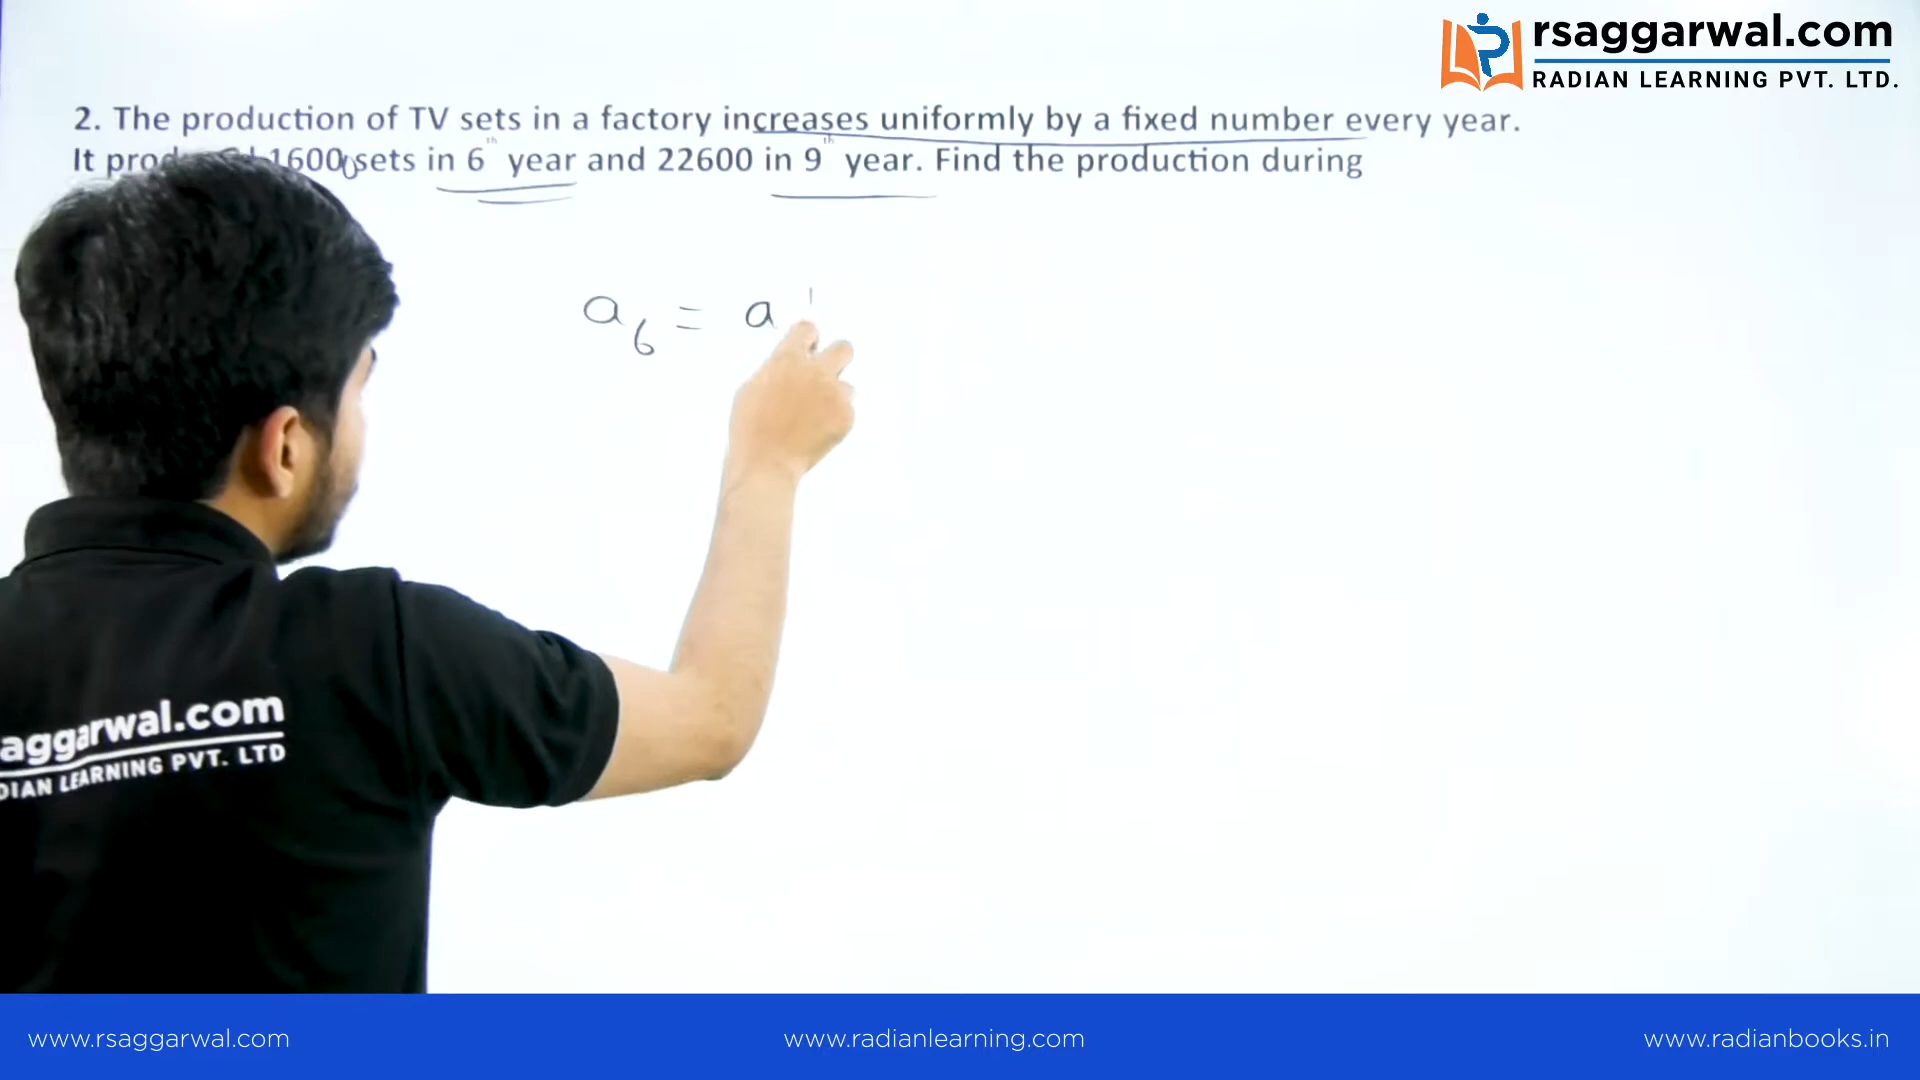 rsaggarwal.com
RADIAN LEARNING PVT. LTD.
2. The production of TV sets in a factory increases uniformly by a fixed number every year.
It 1600 sets in 6th year and 22600 in 9th year. Find the production during
a6 = a
aggarwal.com
DIAN LEARNING PVT. LTD
www.rsaggarwal.com
www.radianlearning.com
www.radianbooks.in